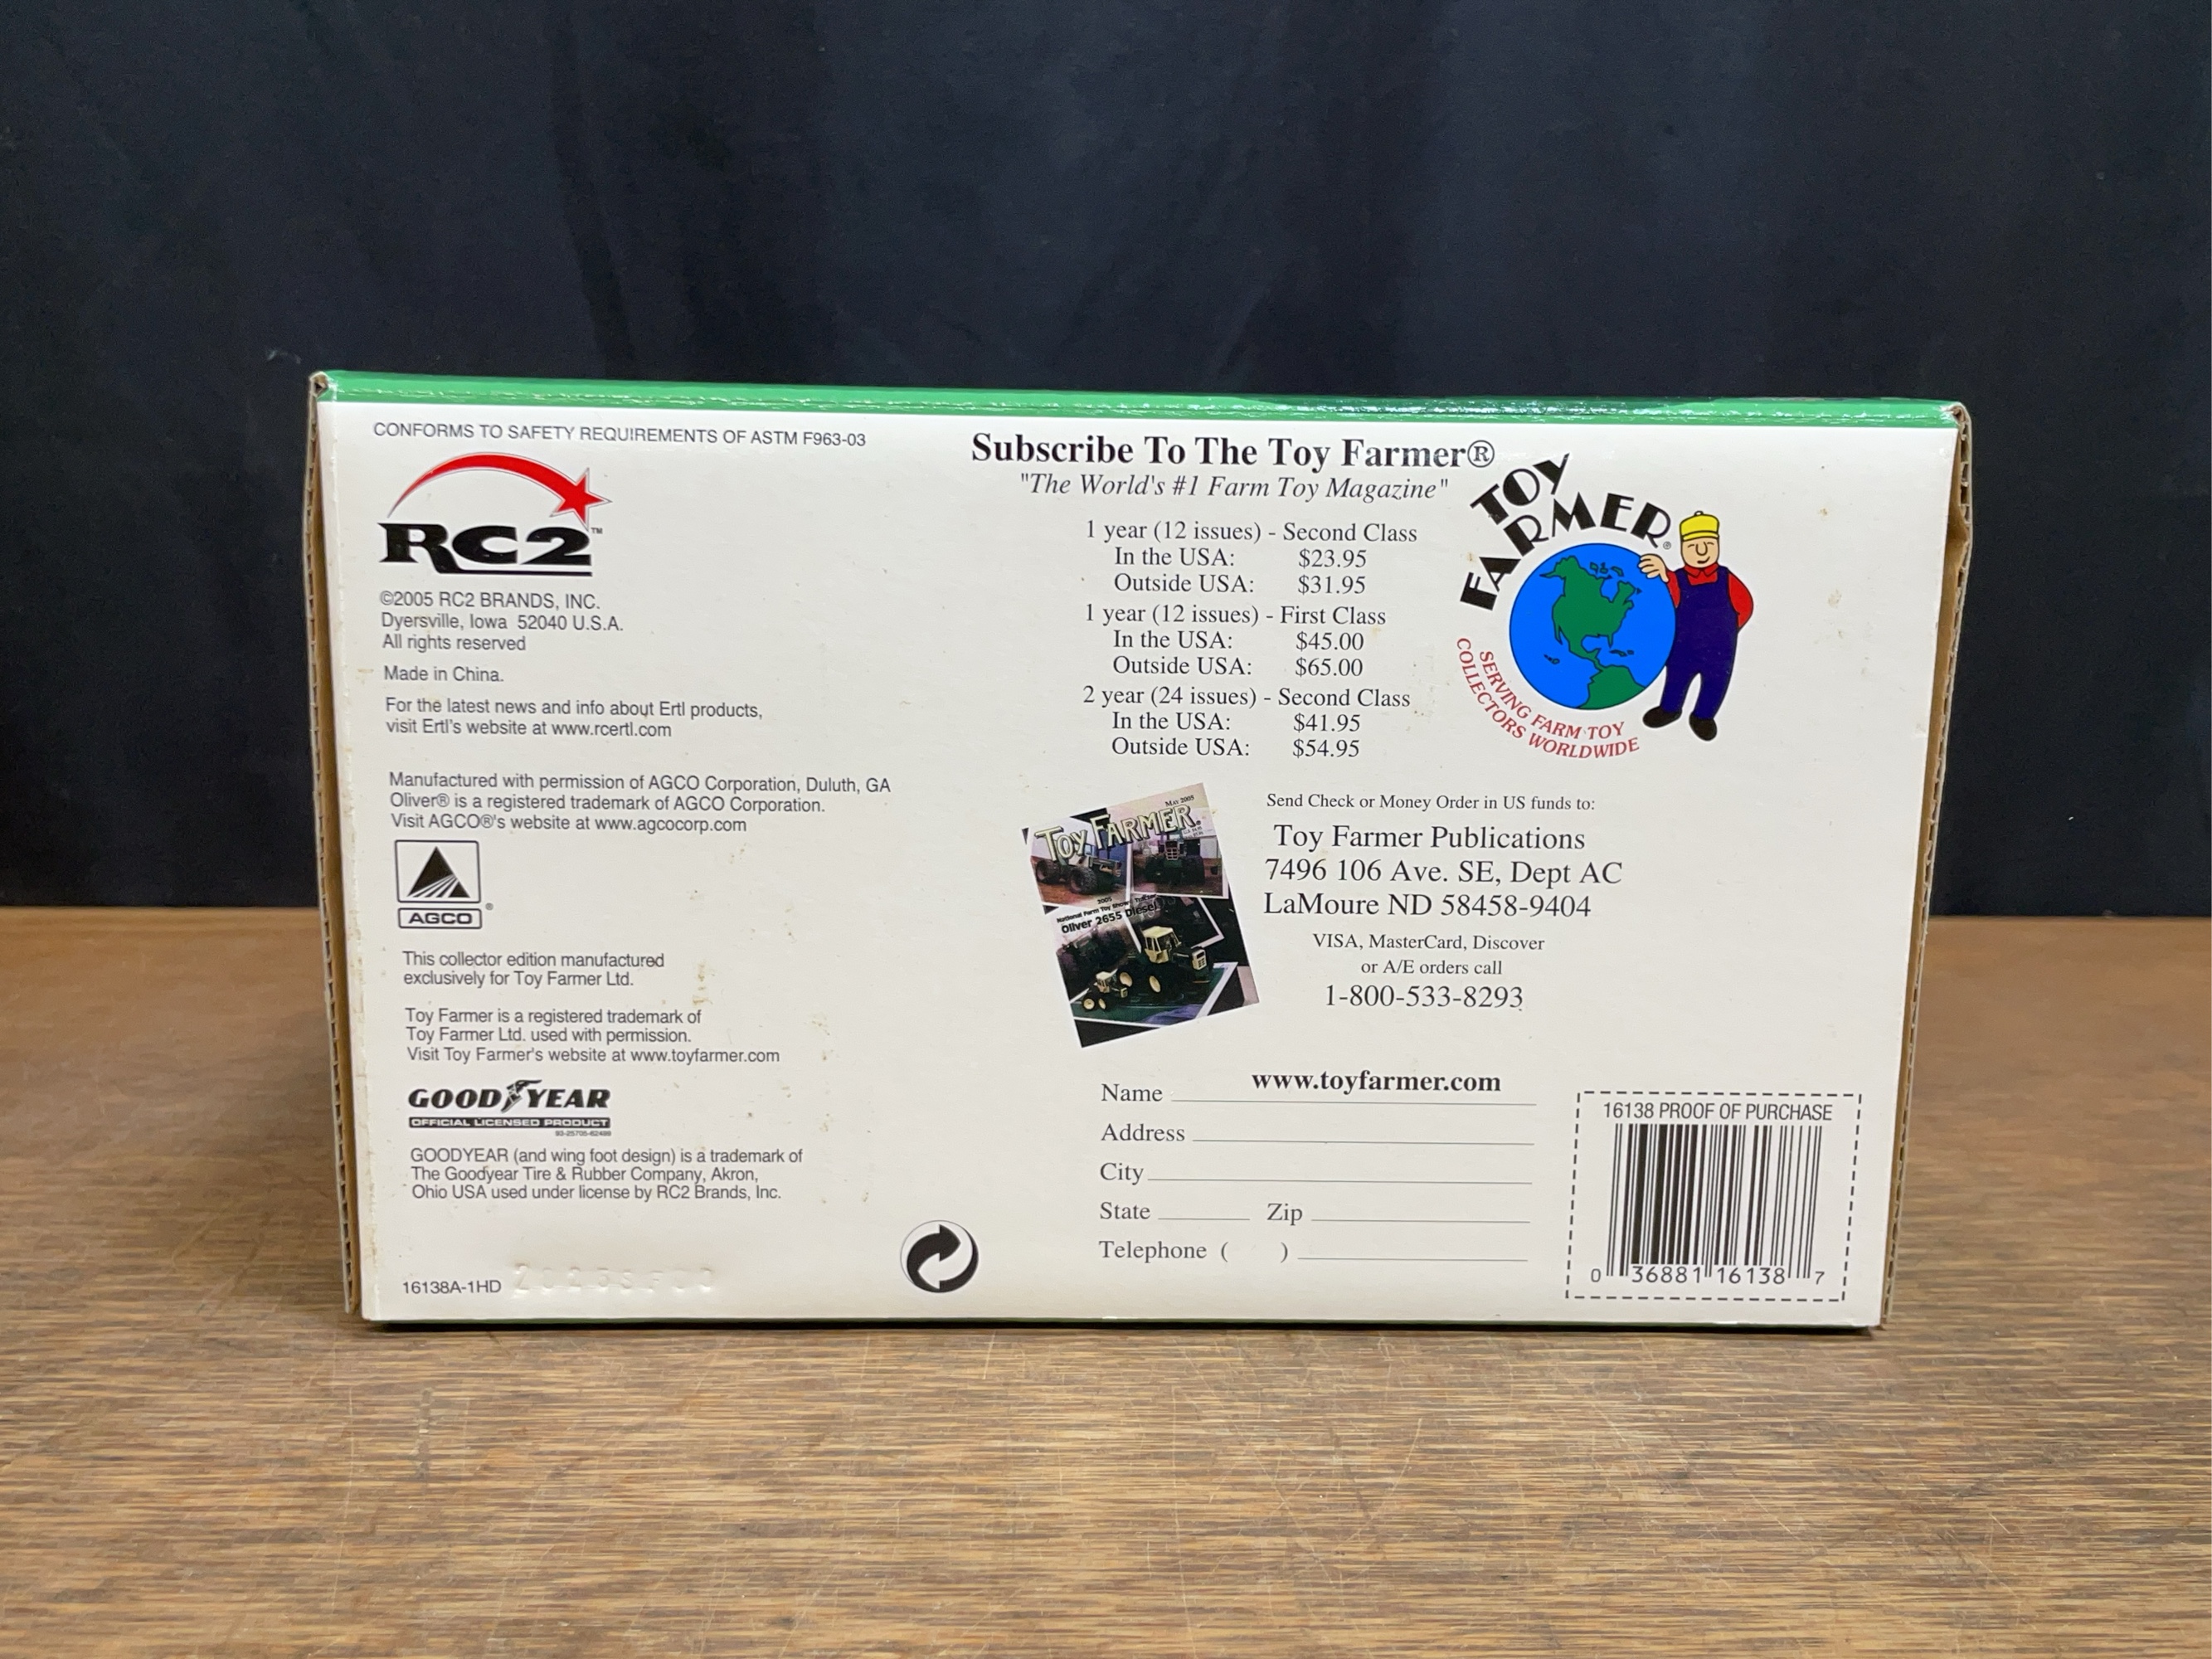 CONFORMS TO SAFETY REQUIREMENTS OF ASTM F963-03
RC2™
©2005 RC2 BRANDS, INC.
Dyersville, Iowa 52040 U.S.A.
All rights reserved
Made in China.
For the latest news and info about Ertl products,
visit Ertl's website at www.rcertl.com
Manufactured with permission of AGCO Corporation, Duluth, GA
Oliver® is a registered trademark of AGCO Corporation.
Visit AGCO®'s website at www.agcocorp.com
AGCO®
This collector edition manufactured
exclusively for Toy Farmer Ltd.
Toy Farmer is a registered trademark of
Toy Farmer Ltd. used with permission.
Visit Toy Farmer's website at www.toyfarmer.com
GOODYEAR
OFFICIAL LICENSED PRODUCT
GOODYEAR (and wing foot design) is a trademark of
The Goodyear Tire & Rubber Company, Akron,
Ohio USA used under license by RC2 Brands, Inc.
16138A-1HD
Subscribe To The Toy Farmer®
"The World's #1 Farm Toy Magazine"
1 year (12 issues) - Second Class
In the USA: $23.95
Outside USA: $31.95
1 year (12 issues) - First Class
In the USA: $45.00
Outside USA: $65.00
2 year (24 issues) - Second Class
In the USA: $41.95
Outside USA: $54.95
TOY
FARMER®
SERVING FARM TOY
COLLECTORS WORLDWIDE
May 2005
TOY FARMER
2005
National Farm Toy Show Tractor
Oliver 2655 Diesel
Send Check or Money Order in US funds to:
Toy Farmer Publications
7496 106 Ave. SE, Dept AC
LaMoure ND 58458-9404
VISA, MasterCard, Discover
or A/E orders call
1-800-533-8293
www.toyfarmer.com
Name
Address
City
State Zip
Telephone ( )
16138 PROOF OF PURCHASE
0 36881 16138 7